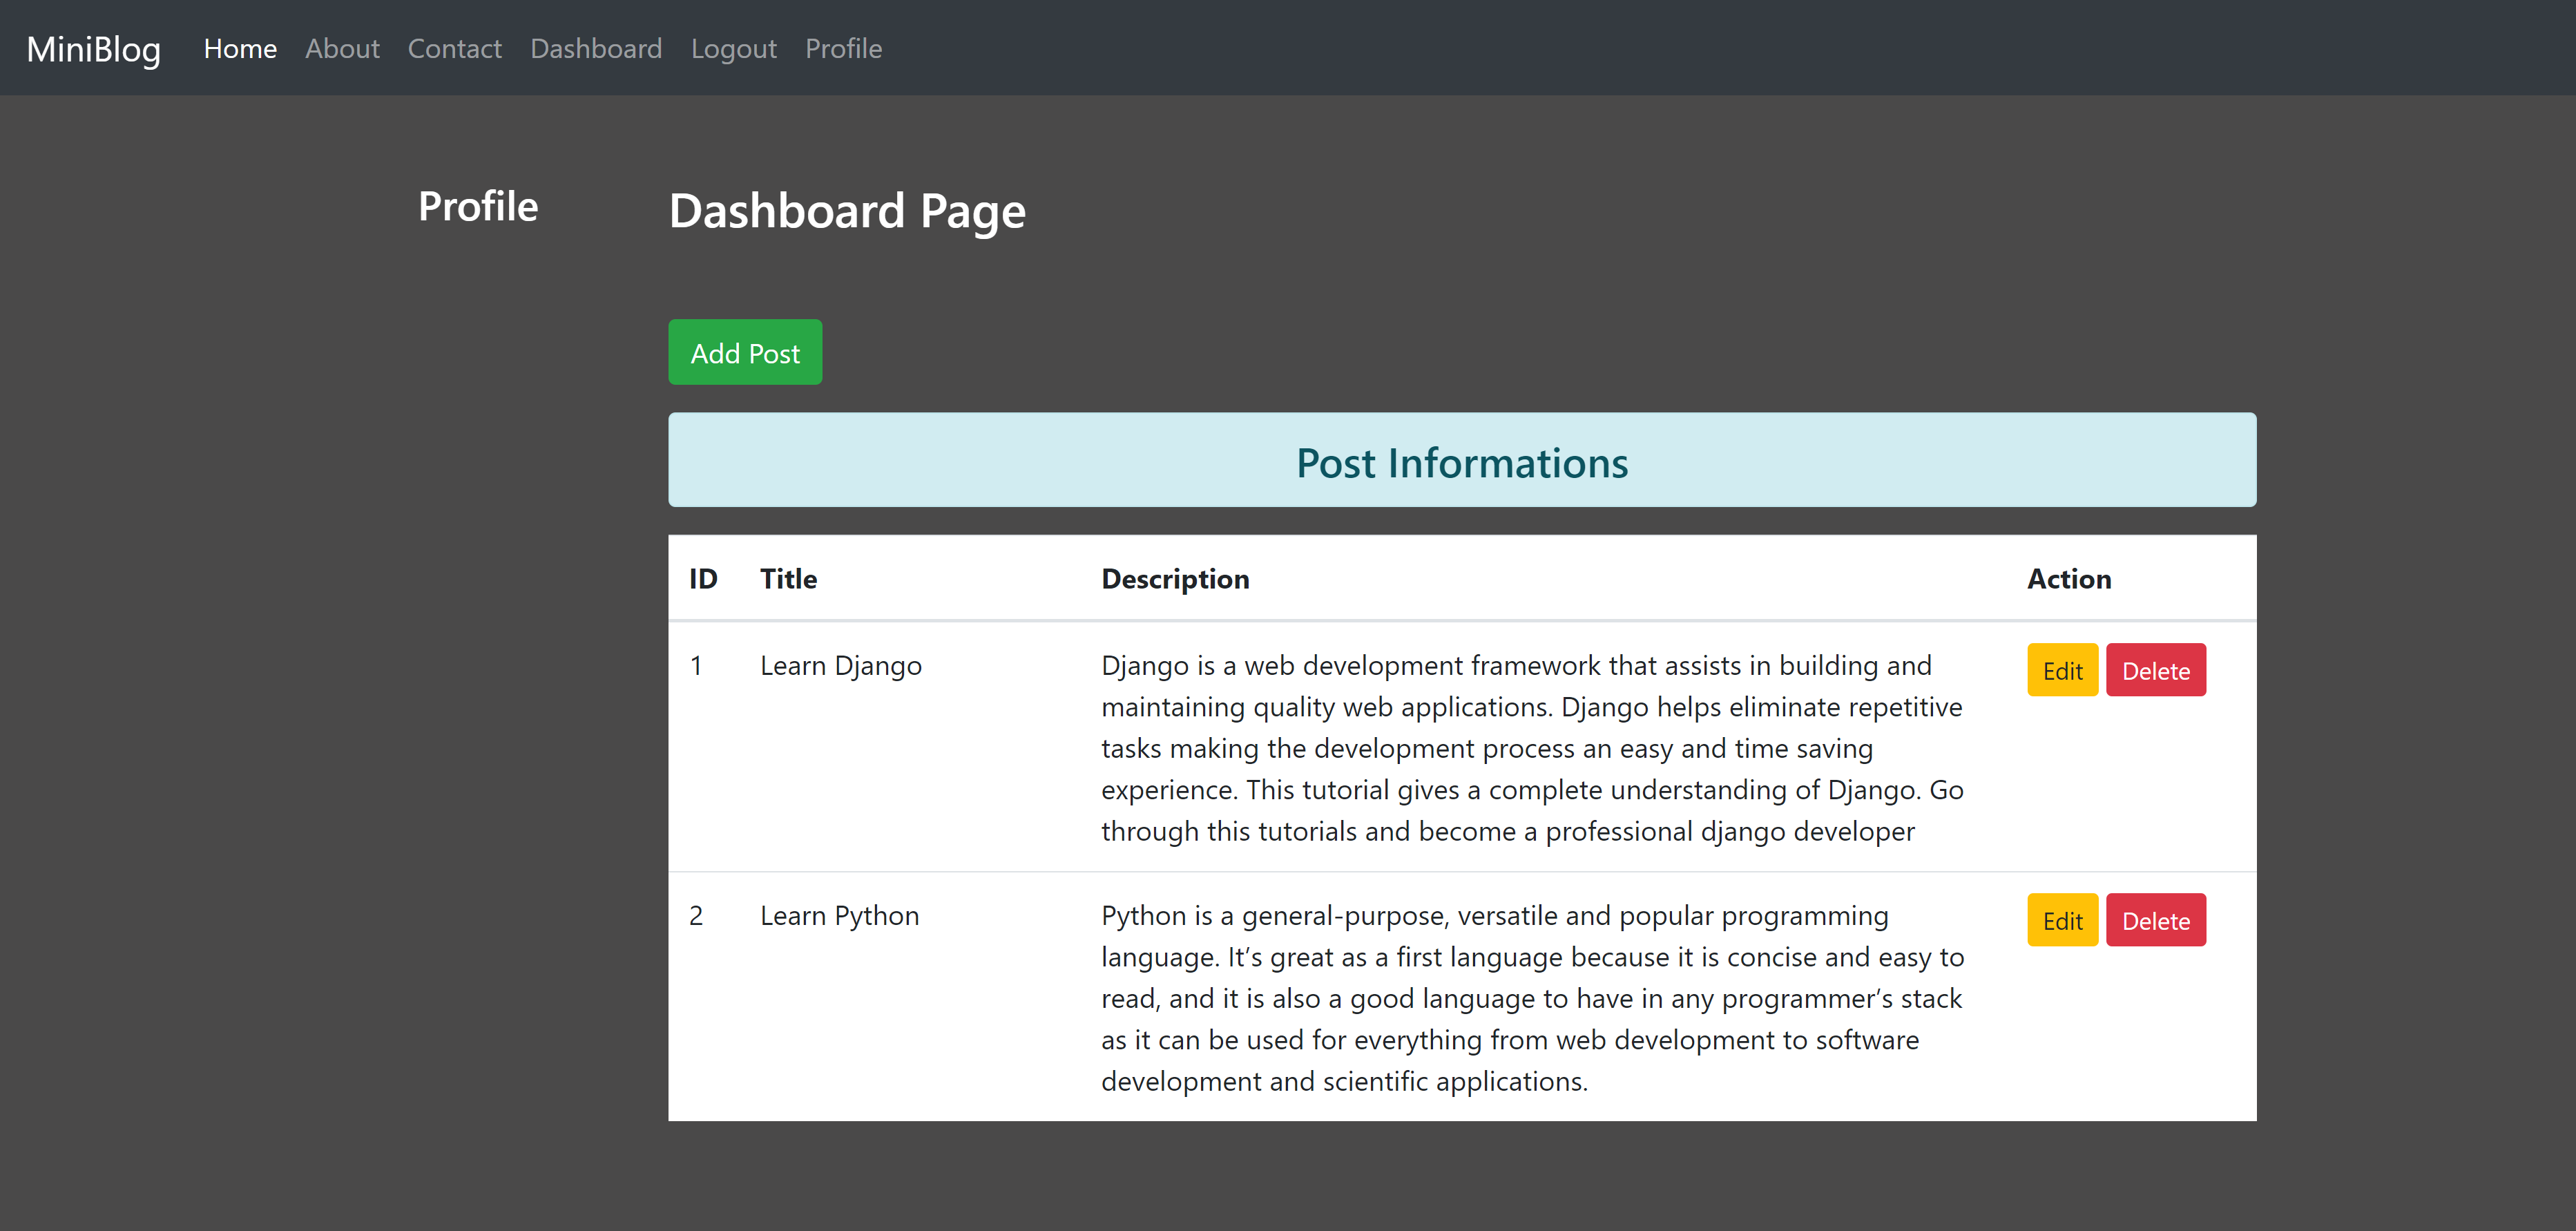 MiniBlog Home About Contact Dashboard Logout Profile
Profile
Dashboard Page
Add Post
Post Informations
ID Title Description Action
1 Learn Django Django is a web development framework that assists in building and Edit Delete
maintaining quality web applications. Django helps eliminate repetitive
tasks making the development process an easy and time saving
experience. This tutorial gives a complete understanding of Django. Go
through this tutorials and become a professional django developer
2 Learn Python Python is a general-purpose, versatile and popular programming Edit Delete
language. It’s great as a first language because it is concise and easy to
read, and it is also a good language to have in any programmer’s stack
as it can be used for everything from web development to software
development and scientific applications.